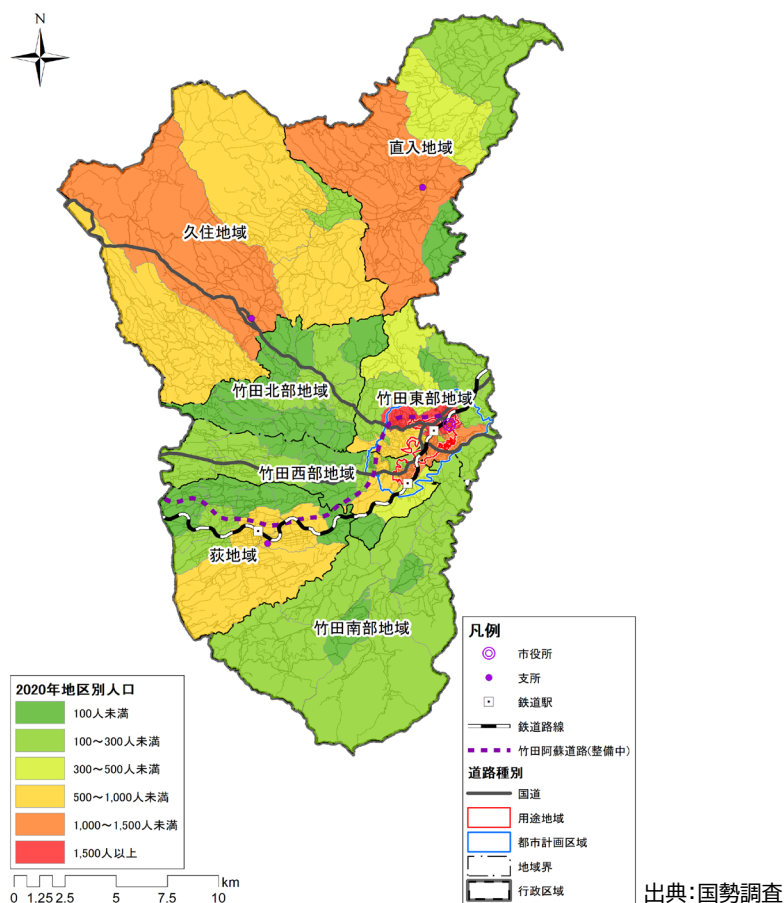 N
直入地域
久住地域
竹田北部地域
竹田東部地域
竹田西部地域
荻地域
竹田南部地域
2020年地区別人口
100人未満
100～300人未満
300～500人未満
500～1,000人未満
1,000～1,500人未満
1,500人以上
km
0 1.25 2.5 5 7.5 10
凡例
市役所
支所
鉄道駅
鉄道路線
竹田阿蘇道路(整備中)
道路種別
国道
用途地域
都市計画区域
地域界
行政区域
出典:国勢調査